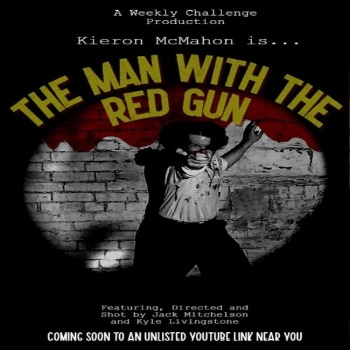 A Weekly Challenge
Production
Kieron McMahon is...
THE MAN WITH THE
RED GUN
Featuring, Directed and
Shot by Jack Mitchelson
and Kyle Livingstone
COMING SOON TO AN UNLISTED YOUTUBE LINK NEAR YOU